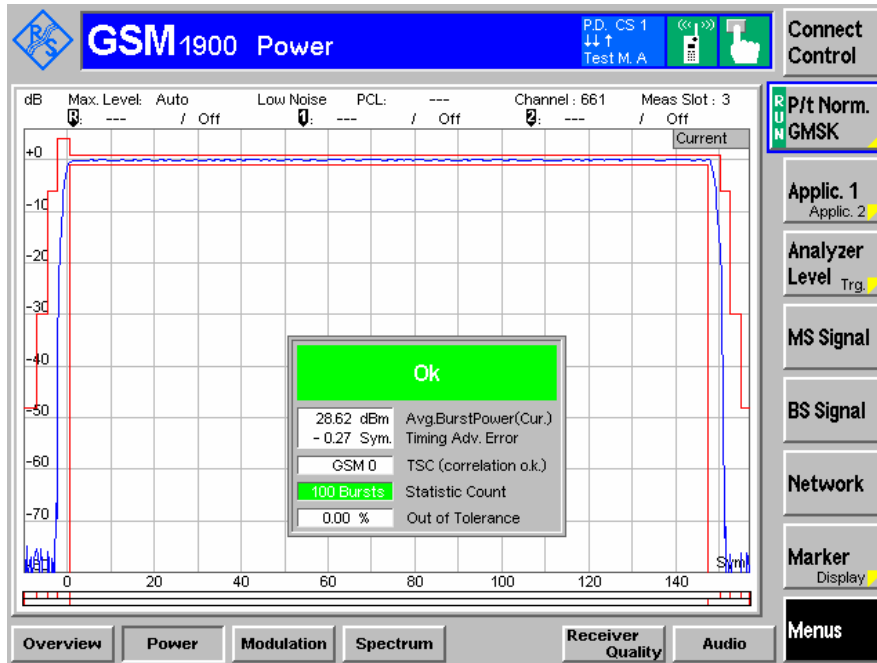 R S
GSM 1900 Power
P.D. CS 1
Test M. A
Connect Control
dB Max. Level: Auto Low Noise PCL: --- Channel : 661 Meas Slot : 3
R: --- / Off 1: --- / Off 2: --- / Off
Current
RUN
P/t Norm. GMSK
Applic. 1
Applic. 2
Analyzer Level Trg.
MS Signal
BS Signal
Network
Marker
Display
Menus
+0
-10
-20
-30
-40
-50
-60
-70
Ok
28.62 dBm Avg.BurstPower(Cur.)
- 0.27 Sym. Timing Adv. Error
GSM 0 TSC (correlation o.k.)
100 Bursts Statistic Count
0.00 % Out of Tolerance
Sym
0 20 40 60 80 100 120 140
Overview Power Modulation Spectrum Receiver Quality Audio